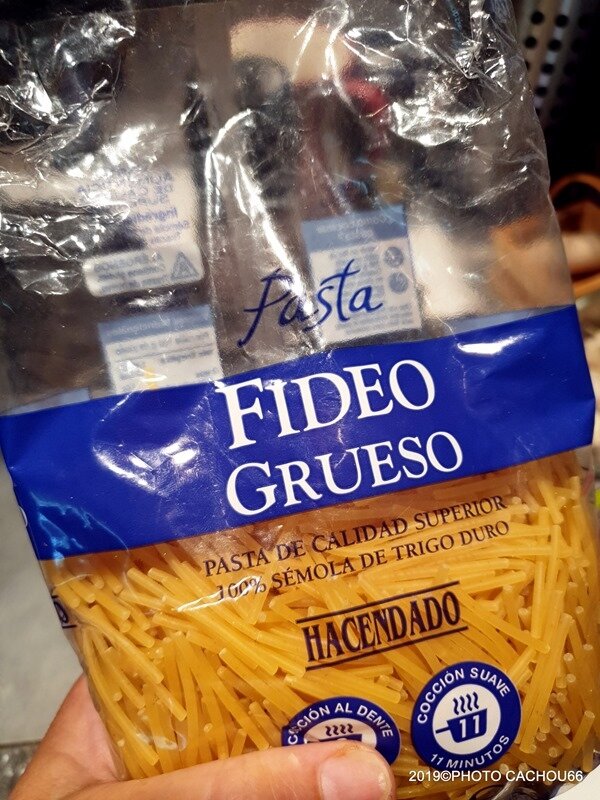 Pasta
FIDEO
GRUESO
PASTA DE CALIDAD SUPERIOR
100% SÉMOLA DE TRIGO DURO
HACENDADO
COCCIÓN AL DENTE
COCCIÓN SUAVE
11
11 MINUTOS
2019©PHOTO CACHOU66